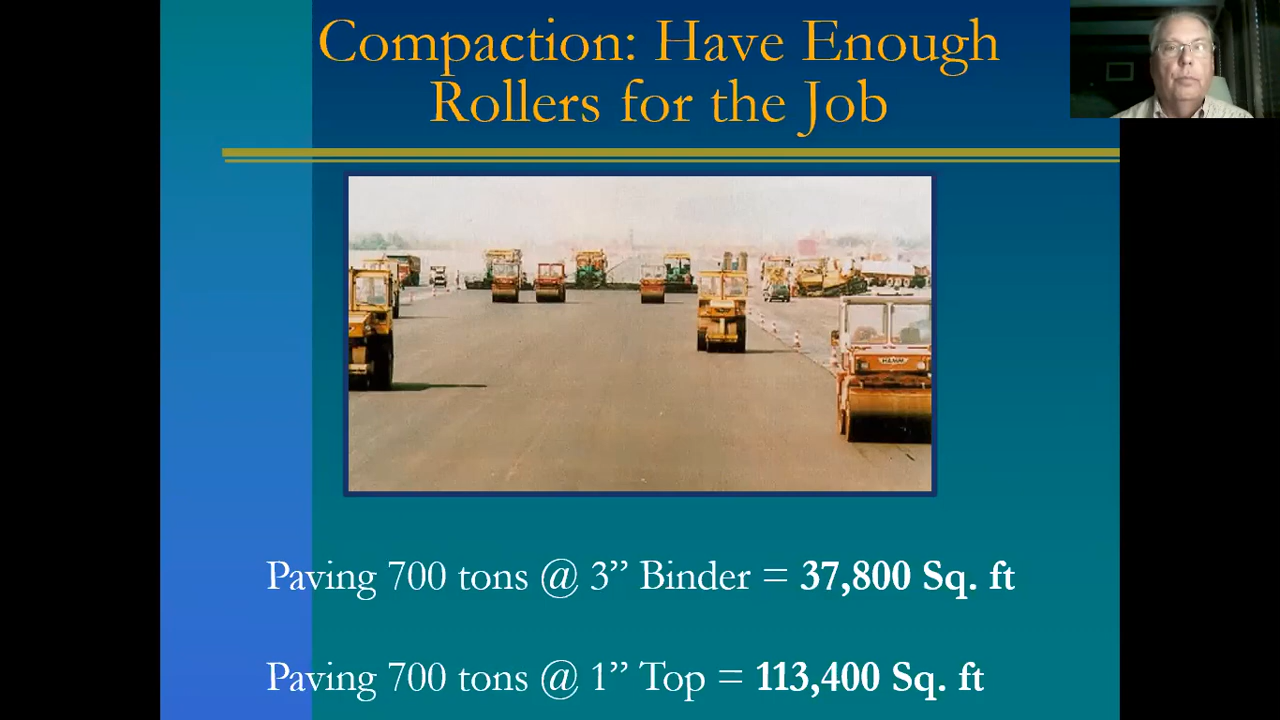 Compaction: Have Enough
Rollers for the Job
HAMM
Paving 700 tons @ 3” Binder = 37,800 Sq. ft
Paving 700 tons @ 1” Top = 113,400 Sq. ft